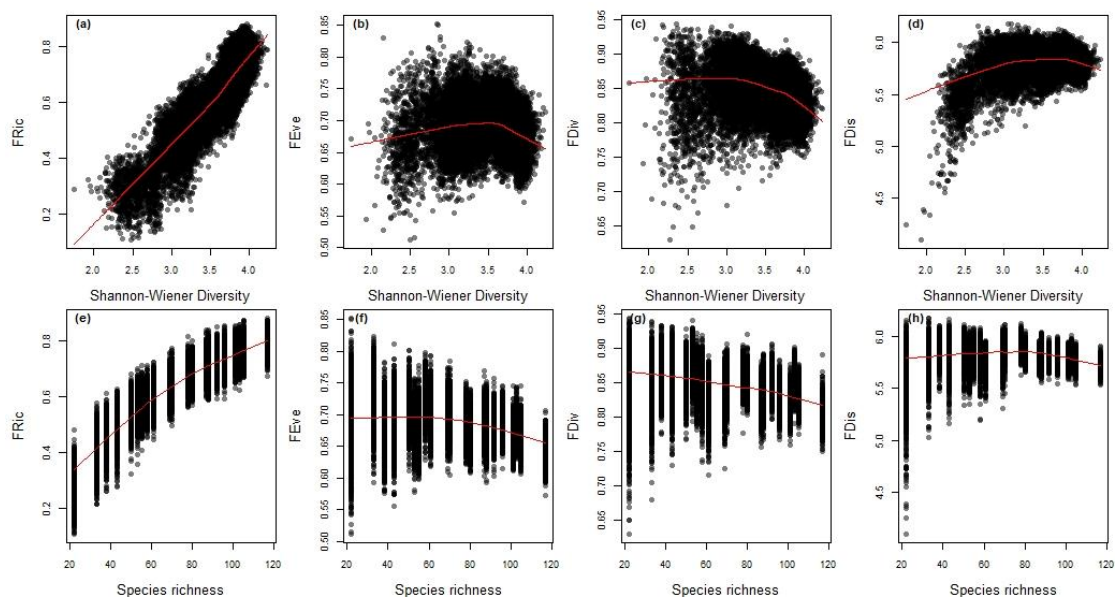 (a) (b) (c) (d)
FRic
0.2 0.4 0.6 0.8
FEve
0.50 0.55 0.60 0.65 0.70 0.75 0.80 0.85
FDiv
0.65 0.70 0.75 0.80 0.85 0.90 0.95
FDis
4.5 5.0 5.5 6.0
2.0 2.5 3.0 3.5 4.0 2.0 2.5 3.0 3.5 4.0 2.0 2.5 3.0 3.5 4.0 2.0 2.5 3.0 3.5 4.0
Shannon-Wiener Diversity Shannon-Wiener Diversity Shannon-Wiener Diversity Shannon-Wiener Diversity
(e) (f) (g) (h)
FRic
0.2 0.4 0.6 0.8
FEve
0.50 0.55 0.60 0.65 0.70 0.75 0.80 0.85
FDiv
0.65 0.70 0.75 0.80 0.85 0.90 0.95
FDis
4.5 5.0 5.5 6.0
20 40 60 80 100 120 20 40 60 80 100 120 20 40 60 80 100 120 20 40 60 80 100 120
Species richness Species richness Species richness Species richness